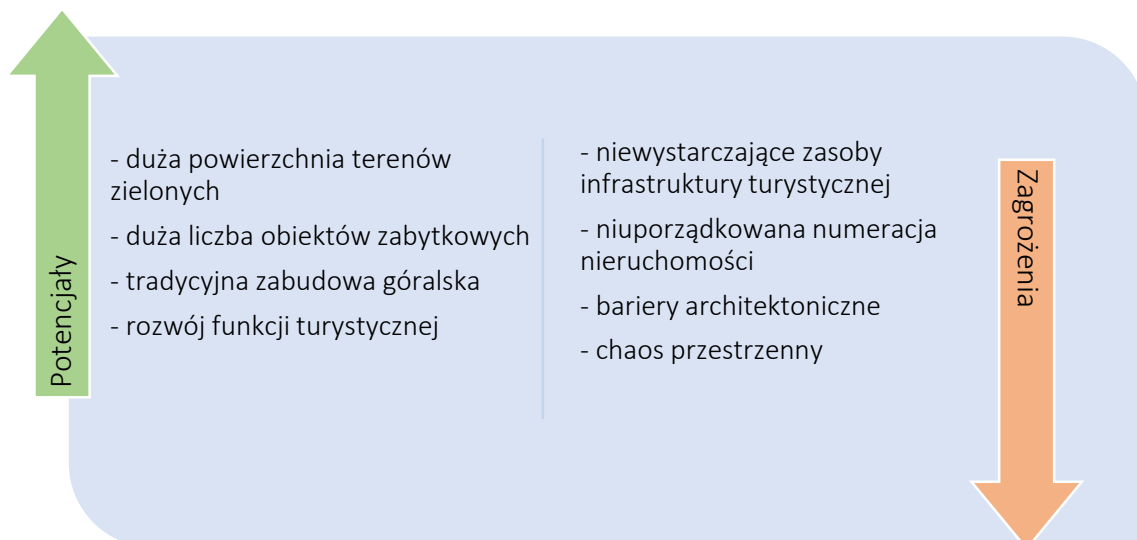 Potencjały
- duża powierzchnia terenów
zielonych
- duża liczba obiektów zabytkowych
- tradycyjna zabudowa góralska
- rozwój funkcji turystycznej
- niewystarczające zasoby
infrastruktury turystycznej
- niuporządkowana numeracja
nieruchomości
- bariery architektoniczne
- chaos przestrzenny
Zagrożenia